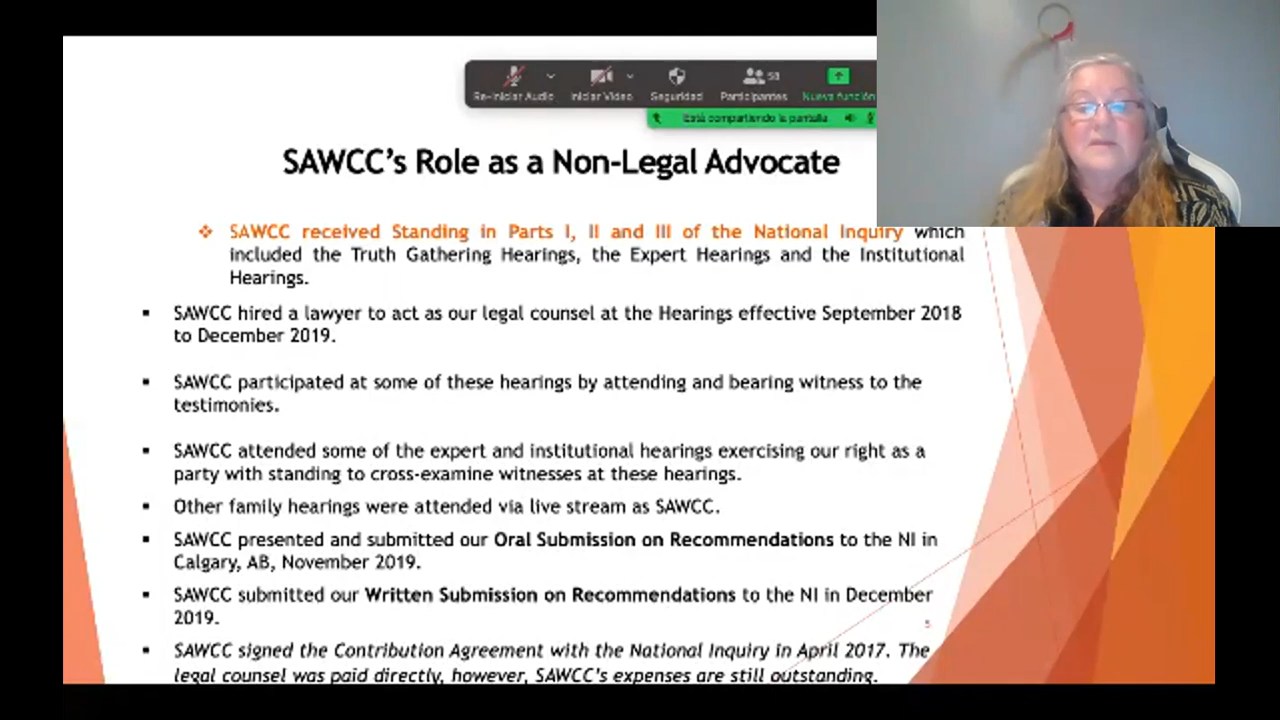 Re-iniciar Audio
Iniciar Video
Seguridad
58
Participantes
Nueva función
Está compartiendo la pantalla
SAWCC's Role as a Non-Legal Advocate
❖ SAWCC received Standing in Parts I, II and III of the National Inquiry which
included the Truth Gathering Hearings, the Expert Hearings and the Institutional
Hearings.
▪ SAWCC hired a lawyer to act as our legal counsel at the Hearings effective September 2018
to December 2019.
▪ SAWCC participated at some of these hearings by attending and bearing witness to the
testimonies.
▪ SAWCC attended some of the expert and institutional hearings exercising our right as a
party with standing to cross-examine witnesses at these hearings.
▪ Other family hearings were attended via live stream as SAWCC.
▪ SAWCC presented and submitted our Oral Submission on Recommendations to the NI in
Calgary, AB, November 2019.
▪ SAWCC submitted our Written Submission on Recommendations to the NI in December
2019.
▪ SAWCC signed the Contribution Agreement with the National Inquiry in April 2017. The
legal counsel was paid directly, however, SAWCC's expenses are still outstanding.